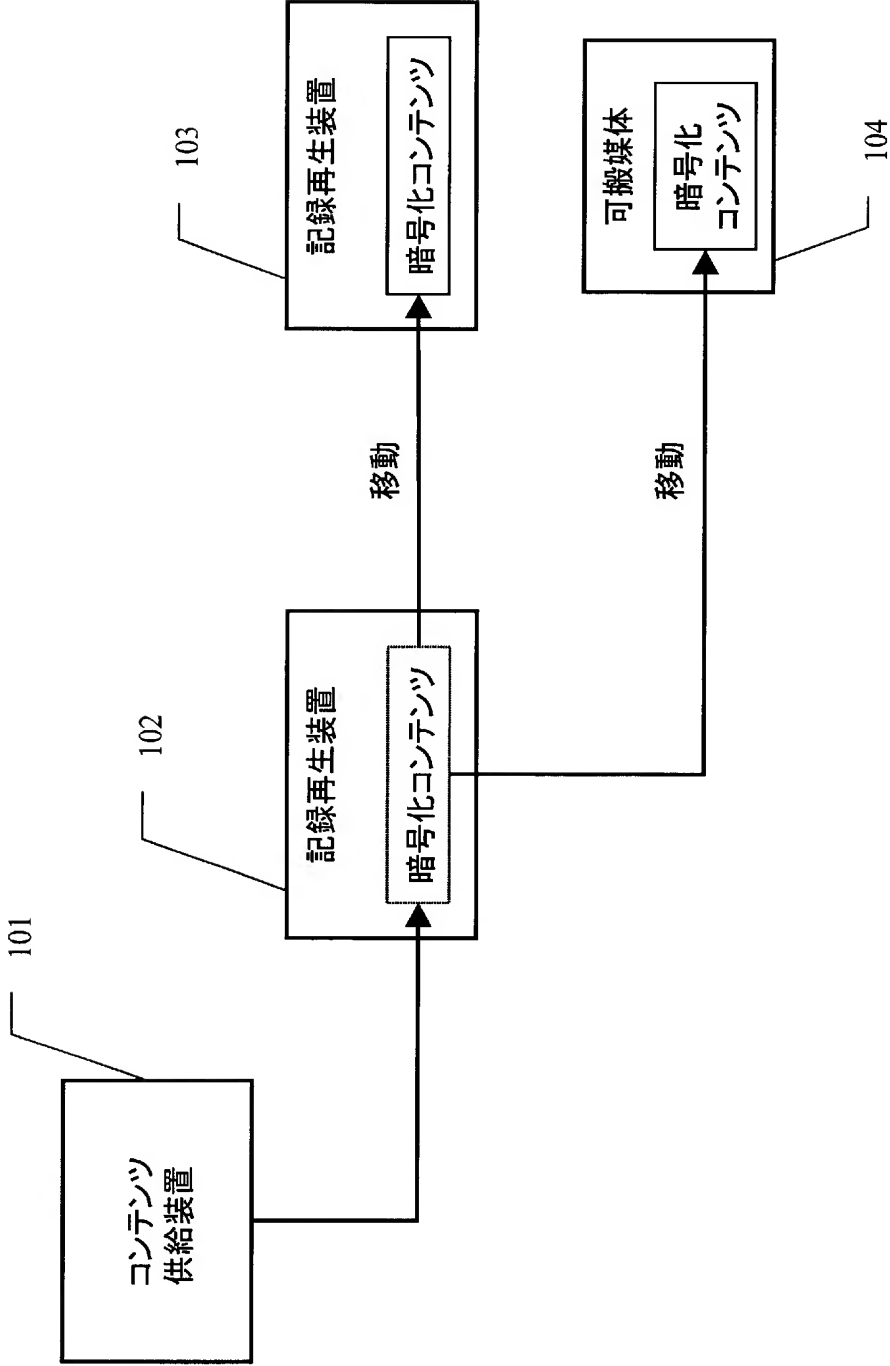 101
コンテンツ
供給装置
102
記録再生装置
暗号化コンテンツ
移動
103
記録再生装置
暗号化コンテンツ
移動
可搬媒体
暗号化
コンテンツ
104